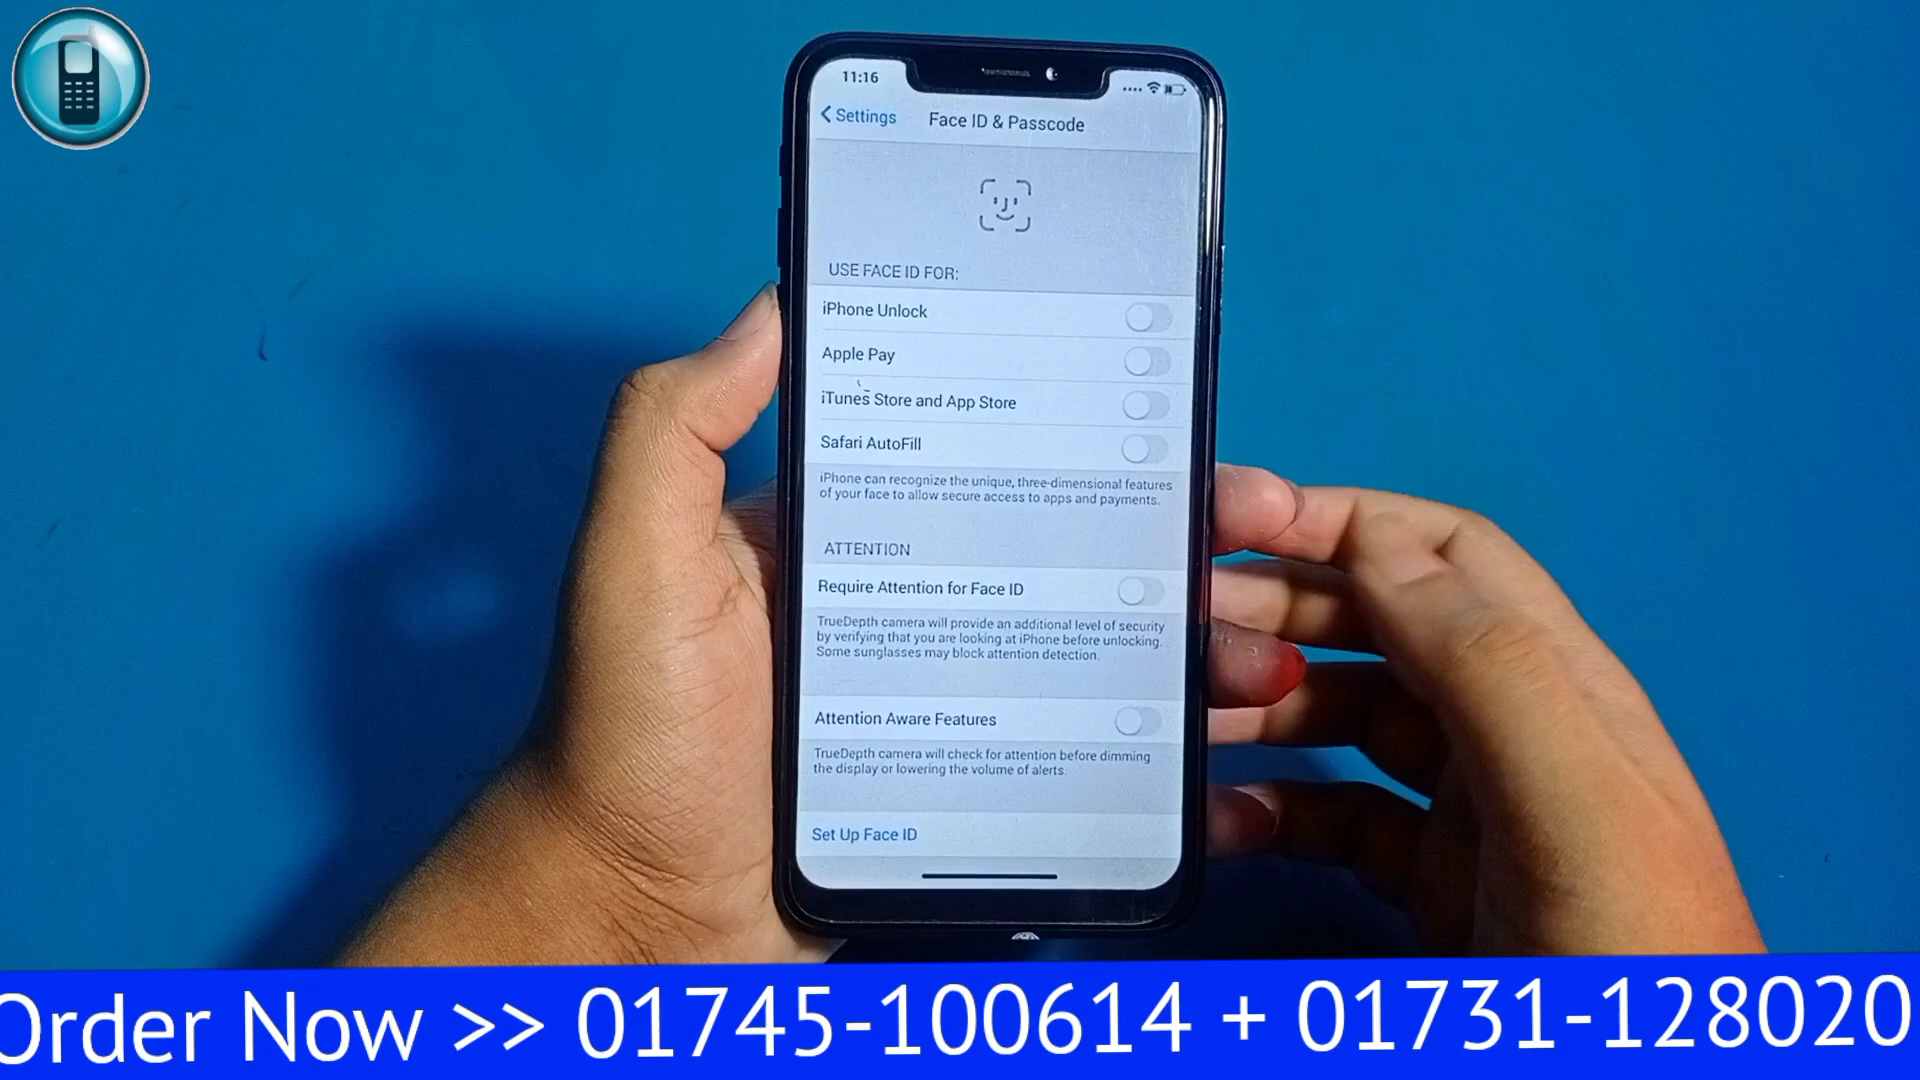 11:16
Settings
Face ID & Passcode
USE FACE ID FOR:
iPhone Unlock
Apple Pay
iTunes Store and App Store
Safari AutoFill
iPhone can recognize the unique, three-dimensional features
of your face to allow secure access to apps and payments.
ATTENTION
Require Attention for Face ID
TrueDepth camera will provide an additional level of security
by verifying that you are looking at iPhone before unlocking.
Some sunglasses may block attention detection.
Attention Aware Features
TrueDepth camera will check for attention before dimming
the display or lowering the volume of alerts.
Set Up Face ID
Order Now >> 01745-100614 + 01731-128020